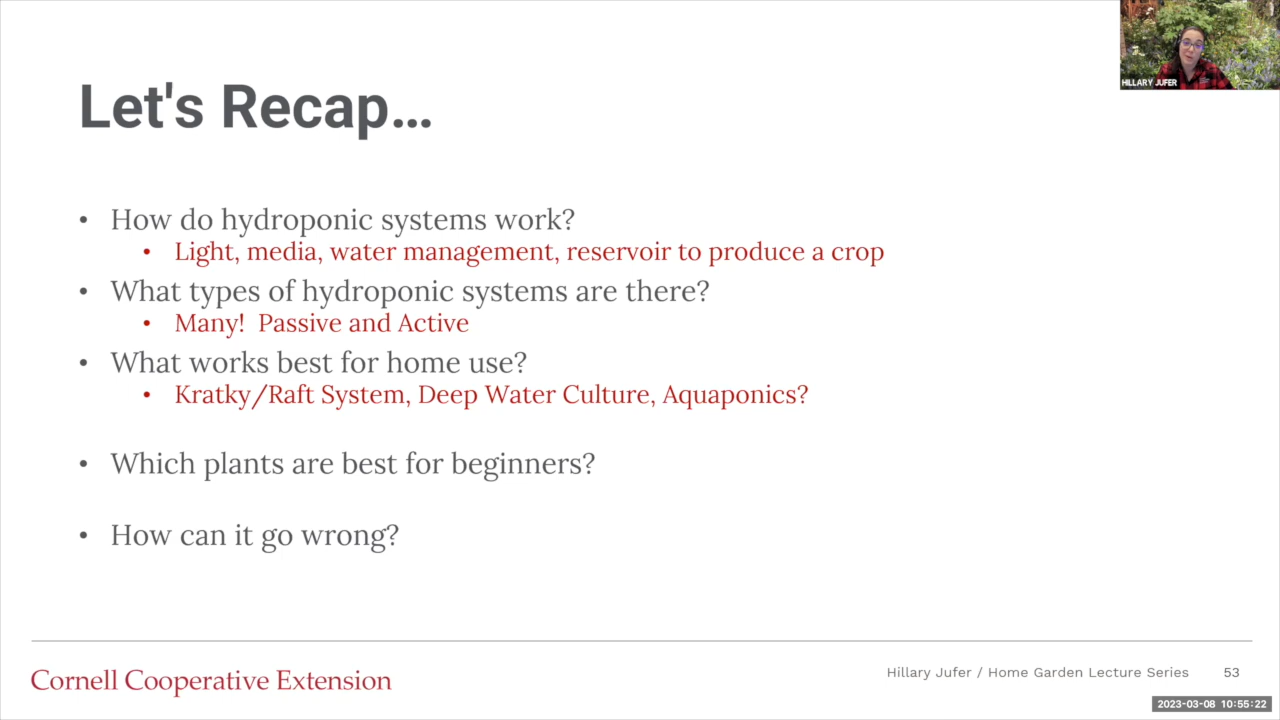 HILLARY JUFER
Let's Recap...
• How do hydroponic systems work?
• Light, media, water management, reservoir to produce a crop
• What types of hydroponic systems are there?
• Many!  Passive and Active
• What works best for home use?
• Kratky/Raft System, Deep Water Culture, Aquaponics?
• Which plants are best for beginners?
• How can it go wrong?
Cornell Cooperative Extension
Hillary Jufer / Home Garden Lecture Series 53
2023-03-08 10:55:22